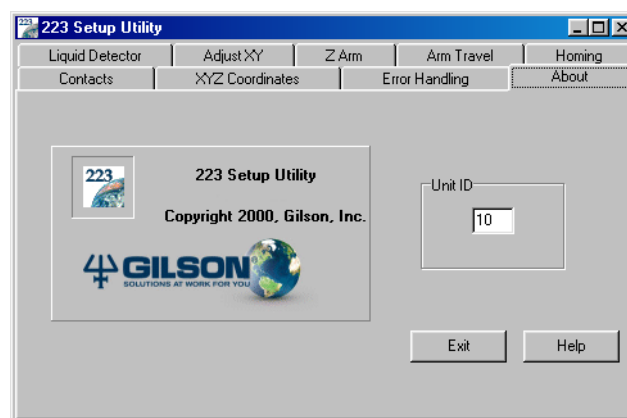 223 Setup Utility
Liquid Detector Adjust XY Z Arm Arm Travel Homing
Contacts XYZ Coordinates Error Handling About
223
223 Setup Utility
Copyright 2000, Gilson, Inc.
GILSON
SOLUTIONS AT WORK FOR YOU
Unit ID
10
Exit Help